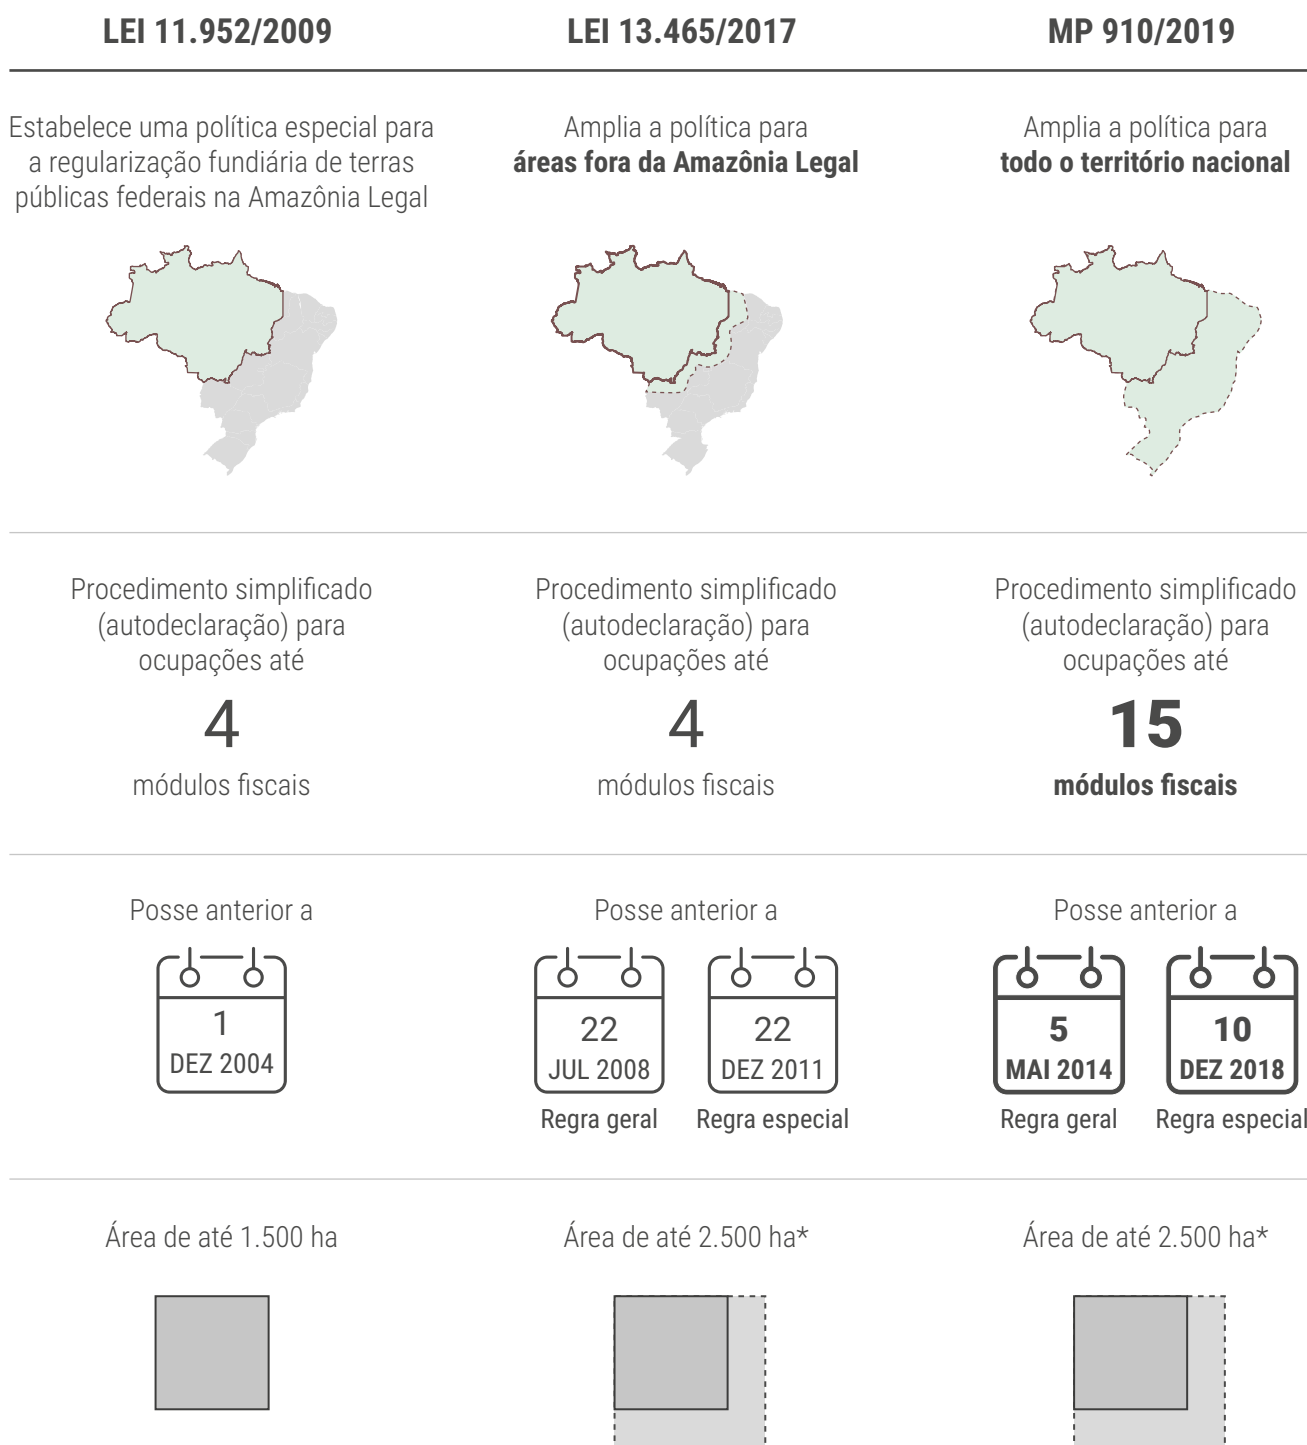 LEI 11.952/2009
LEI 13.465/2017
MP 910/2019
Estabelece uma política especial para
a regularização fundiária de terras
públicas federais na Amazônia Legal
Amplia a política para
áreas fora da Amazônia Legal
Amplia a política para
todo o território nacional
Procedimento simplificado
(autodeclaração) para
ocupações até
4
módulos fiscais
Procedimento simplificado
(autodeclaração) para
ocupações até
4
módulos fiscais
Procedimento simplificado
(autodeclaração) para
ocupações até
15
módulos fiscais
Posse anterior a
1
DEZ 2004
Posse anterior a
22
JUL 2008
Regra geral
22
DEZ 2011
Regra especial
Posse anterior a
5
MAI 2014
Regra geral
10
DEZ 2018
Regra especial
Área de até 1.500 ha
Área de até 2.500 ha*
Área de até 2.500 ha*